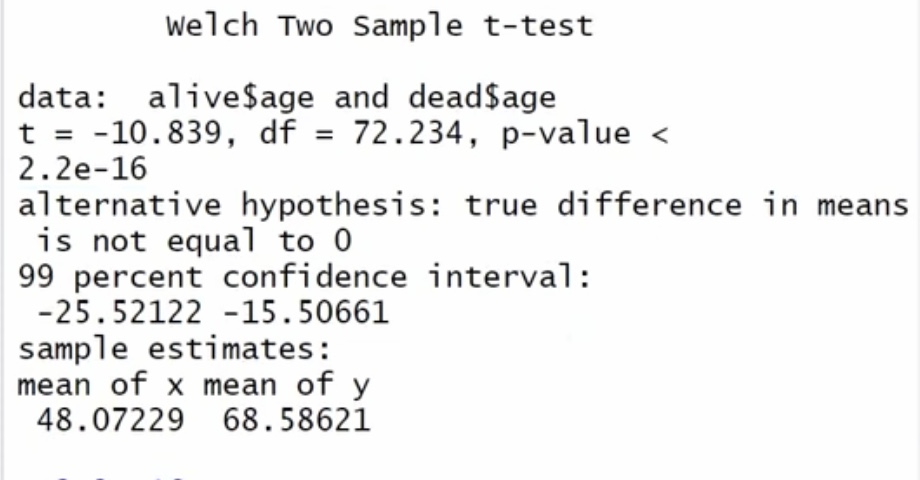 Welch Two Sample t-test
data: alive$age and dead$age
t = -10.839, df = 72.234, p-value <
2.2e-16
alternative hypothesis: true difference in means
is not equal to 0
99 percent confidence interval:
-25.52122 -15.50661
sample estimates:
mean of x mean of y
48.07229 68.58621